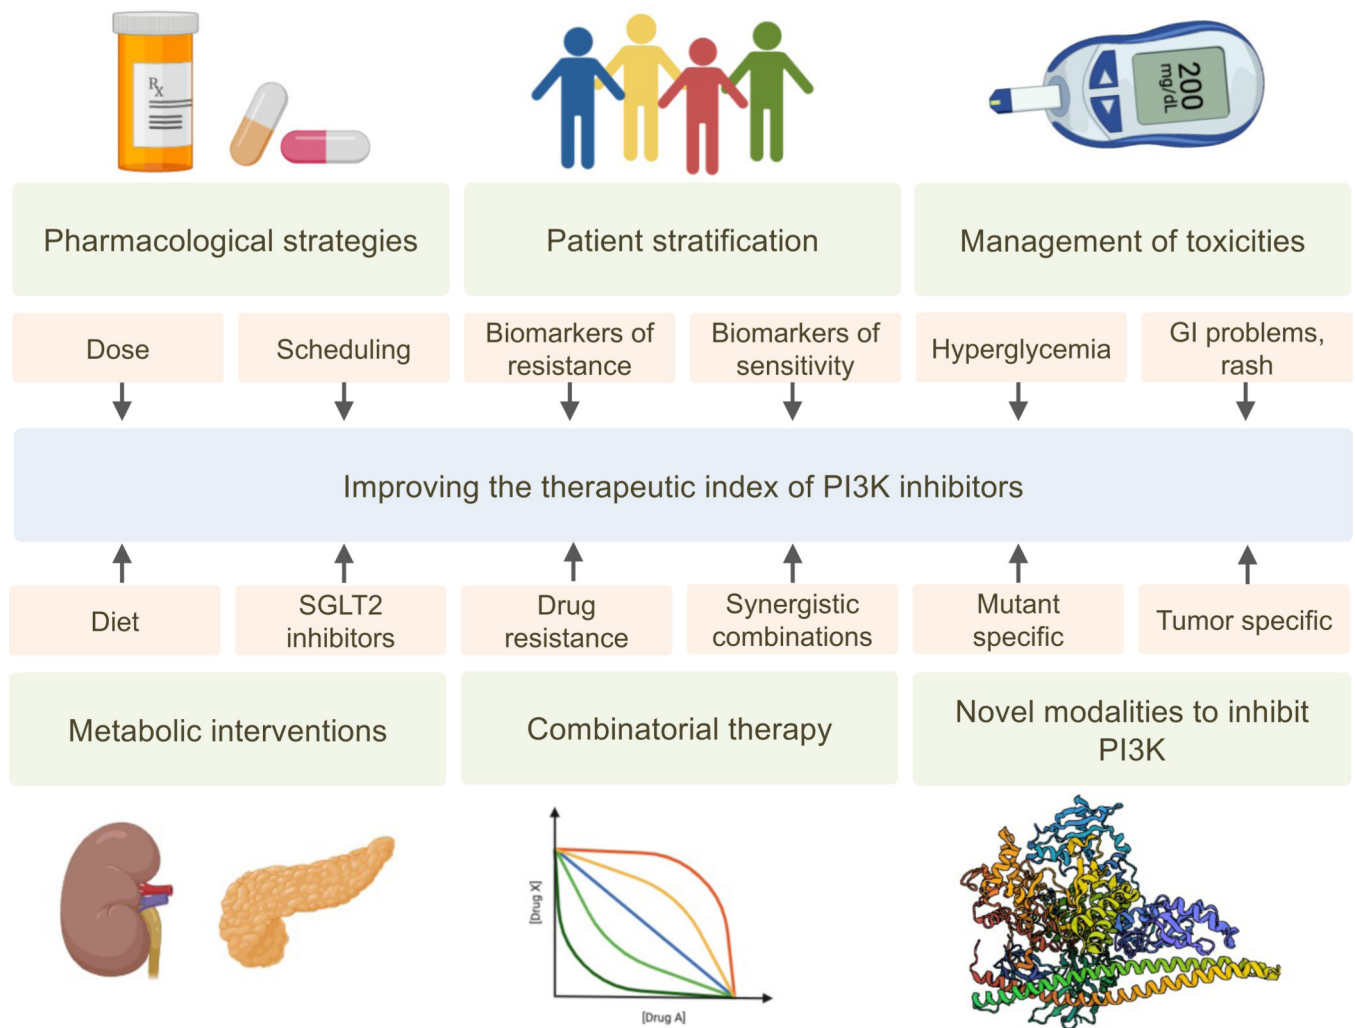 Rx
200
mg/dL
Pharmacological strategies
Patient stratification
Management of toxicities
Dose
Scheduling
Biomarkers of
resistance
Biomarkers of
sensitivity
Hyperglycemia
GI problems,
rash
Improving the therapeutic index of PI3K inhibitors
Diet
SGLT2
inhibitors
Drug
resistance
Synergistic
combinations
Mutant
specific
Tumor specific
Metabolic interventions
Combinatorial therapy
Novel modalities to inhibit
PI3K
[Drug X]
[Drug A]